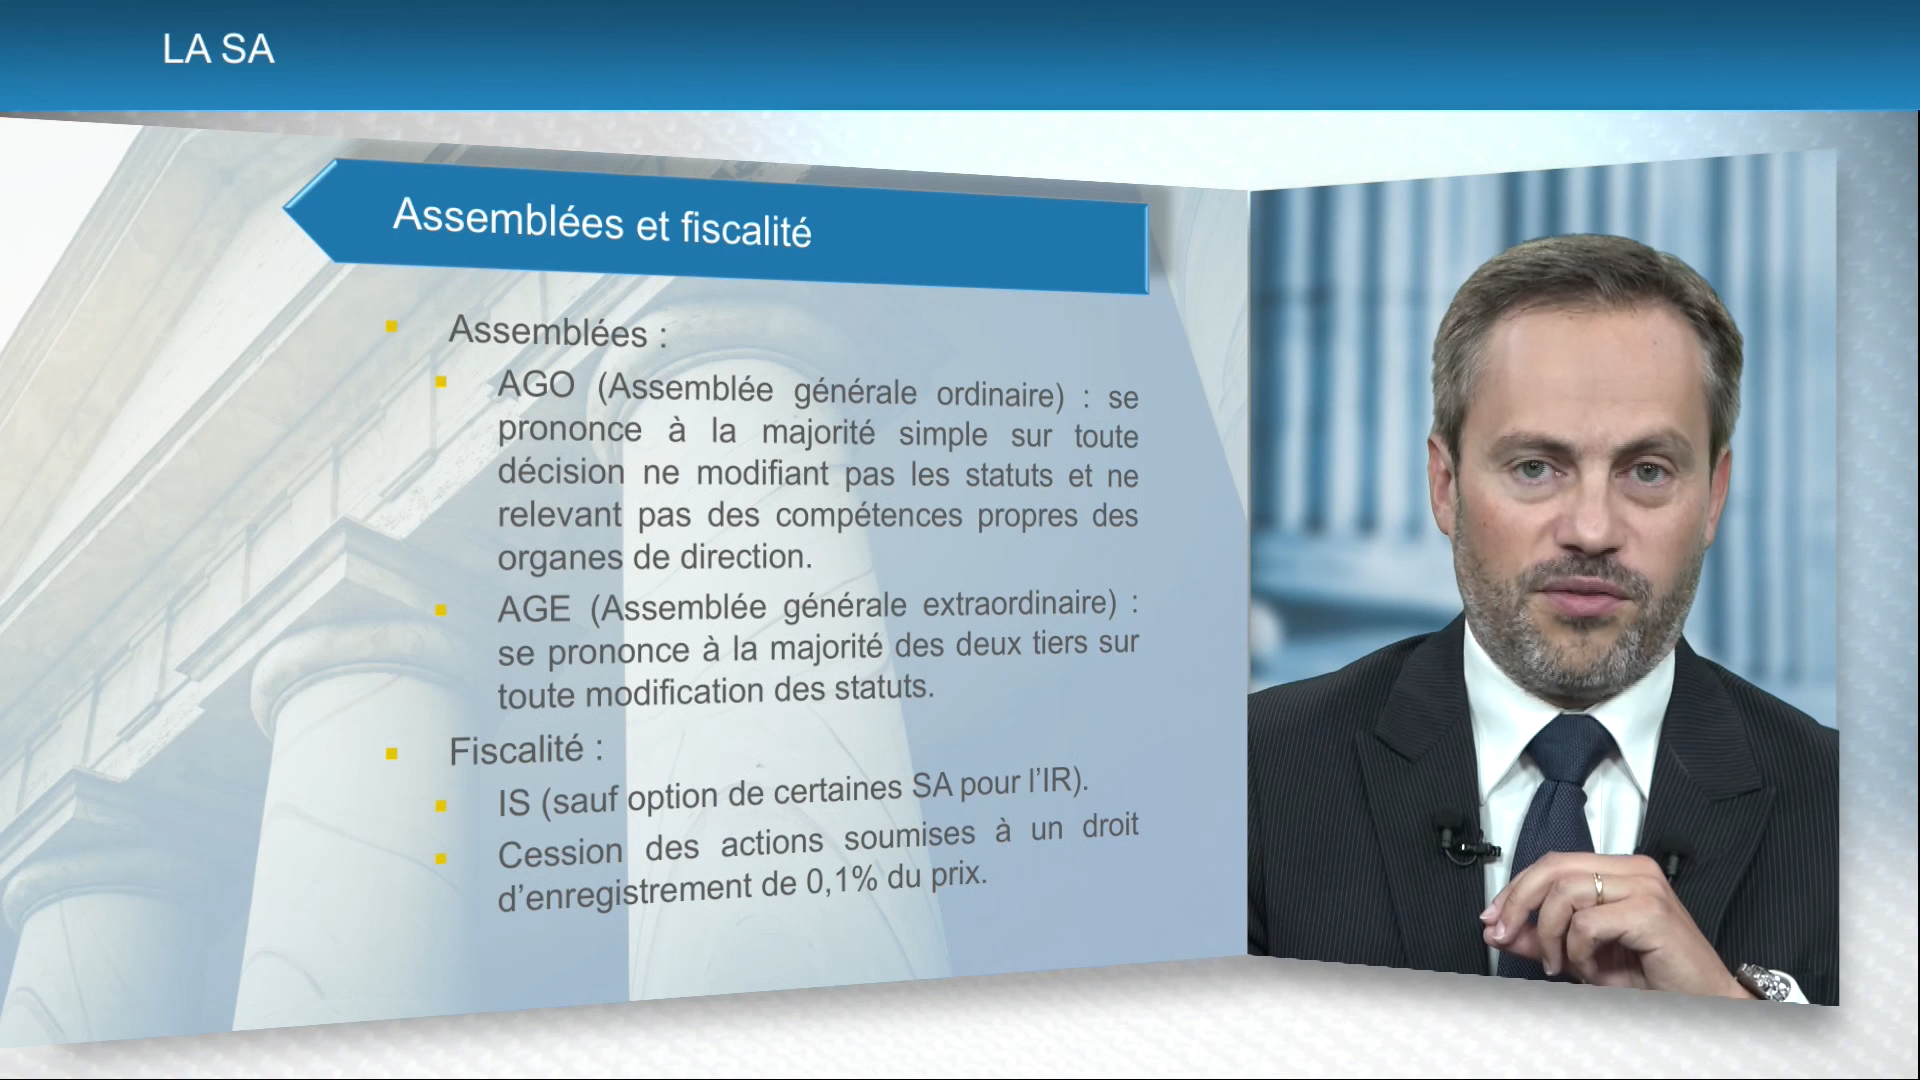 LA SA
Assemblées et fiscalité
Assemblées :
AGO (Assemblée générale ordinaire) : se
prononce à la majorité simple sur toute
décision ne modifiant pas les statuts et ne
relevant pas des compétences propres des
organes de direction.
AGE (Assemblée générale extraordinaire) :
se prononce à la majorité des deux tiers sur
toute modification des statuts.
Fiscalité :
IS (sauf option de certaines SA pour l’IR).
Cession des actions soumises à un droit
d’enregistrement de 0,1% du prix.